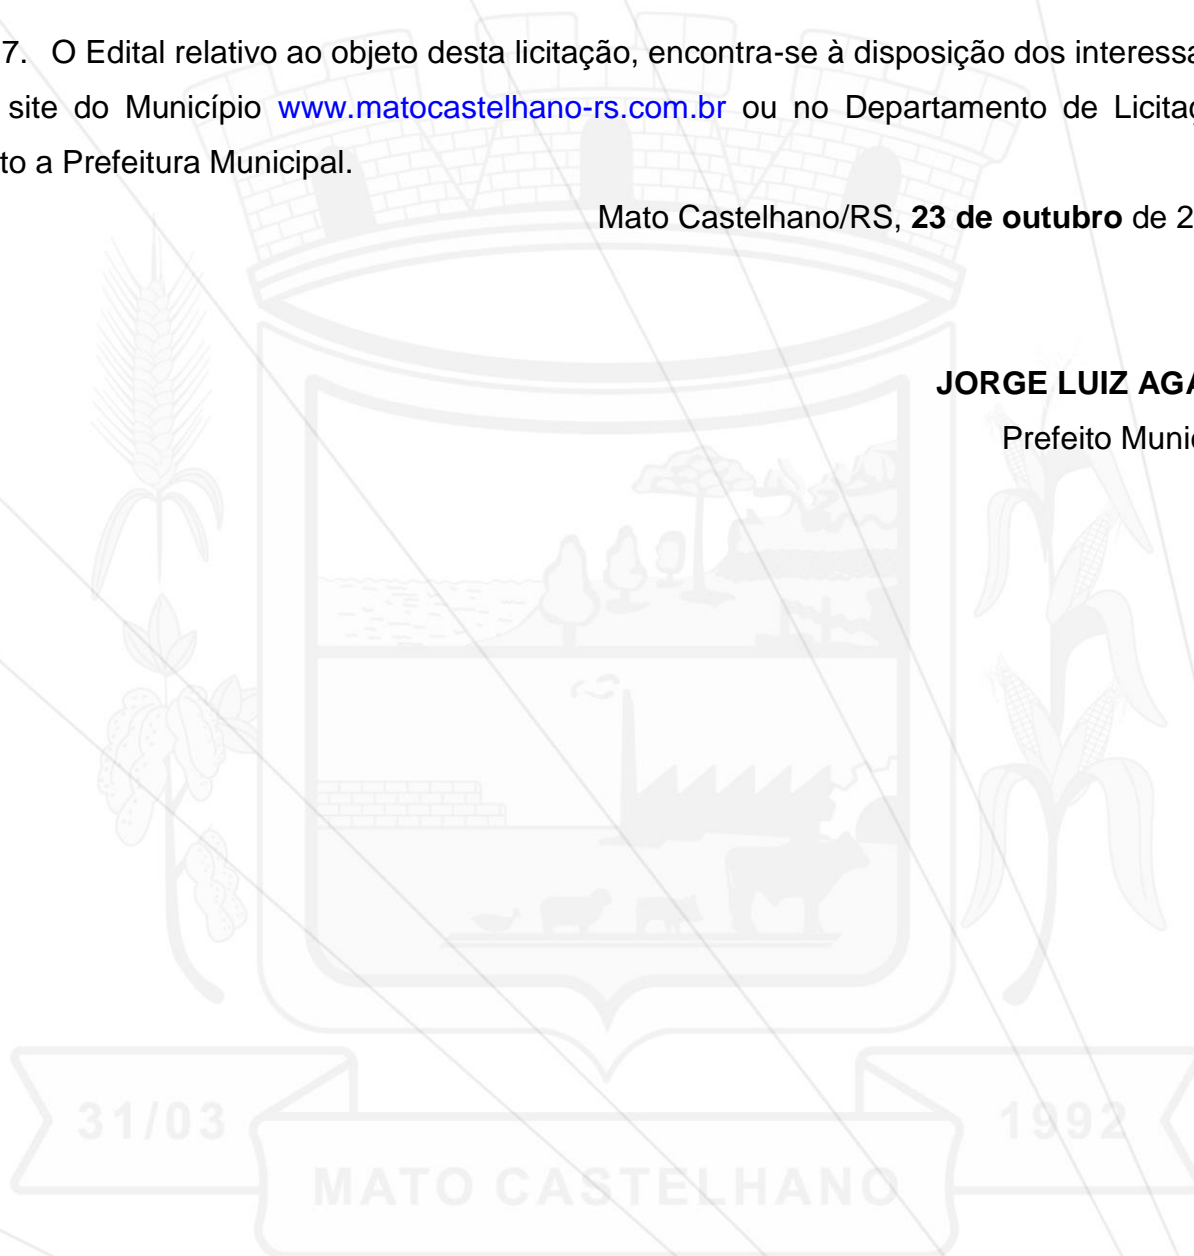 7. O Edital relativo ao objeto desta licitação, encontra-se à disposição dos interessa
site do Município www.matocastelhano-rs.com.br ou no Departamento de Licitaç
to a Prefeitura Municipal.
Mato Castelhano/RS, 23 de outubro de 2
JORGE LUIZ AGA
Prefeito Munic
31/03
1992
MATO CASTELHANO